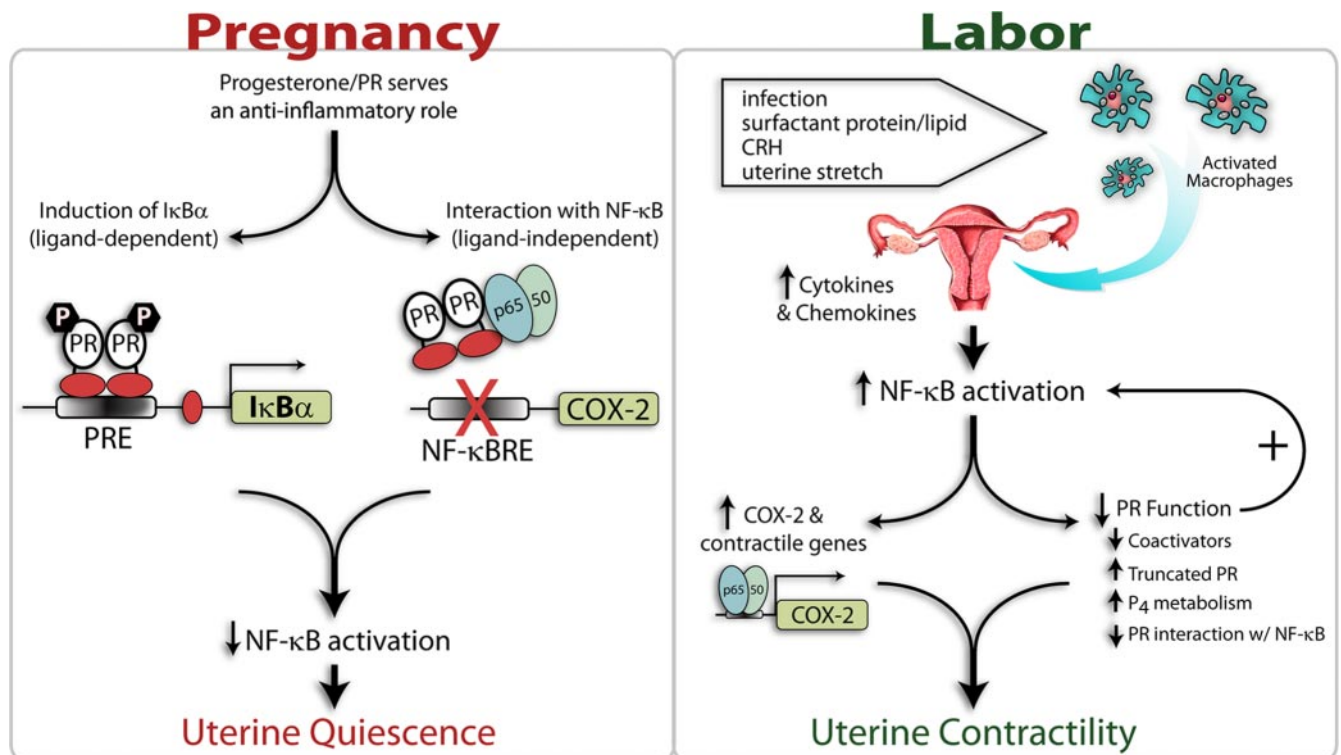 Pregnancy
Progesterone/PR serves
an anti-inflammatory role
Induction of IκBα
(ligand-dependent)
Interaction with NF-κB
(ligand-independent)
P
P
PR
PR
IκBα
PRE
PR
PR
p65
50
X
COX-2
NF-κBRE
↓ NF-κB activation
Uterine Quiescence
Labor
infection
surfactant protein/lipid
CRH
uterine stretch
Activated
Macrophages
↑ Cytokines
& Chemokines
↑ NF-κB activation
+
↑ COX-2 &
contractile genes
p65
50
COX-2
↓ PR Function
↓ Coactivators
↑ Truncated PR
↑ P₄ metabolism
↓ PR interaction w/ NF-κB
Uterine Contractility